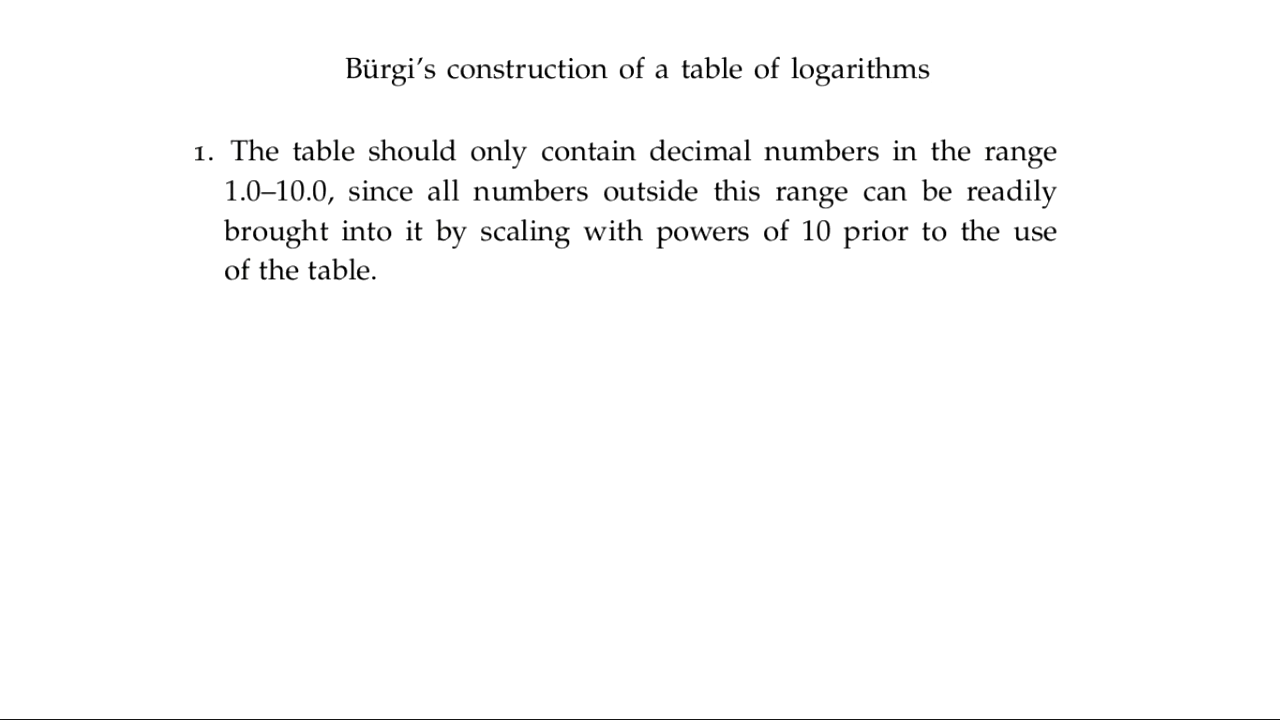 Bürgi’s construction of a table of logarithms
1. The table should only contain decimal numbers in the range
1.0–10.0, since all numbers outside this range can be readily
brought into it by scaling with powers of 10 prior to the use
of the table.